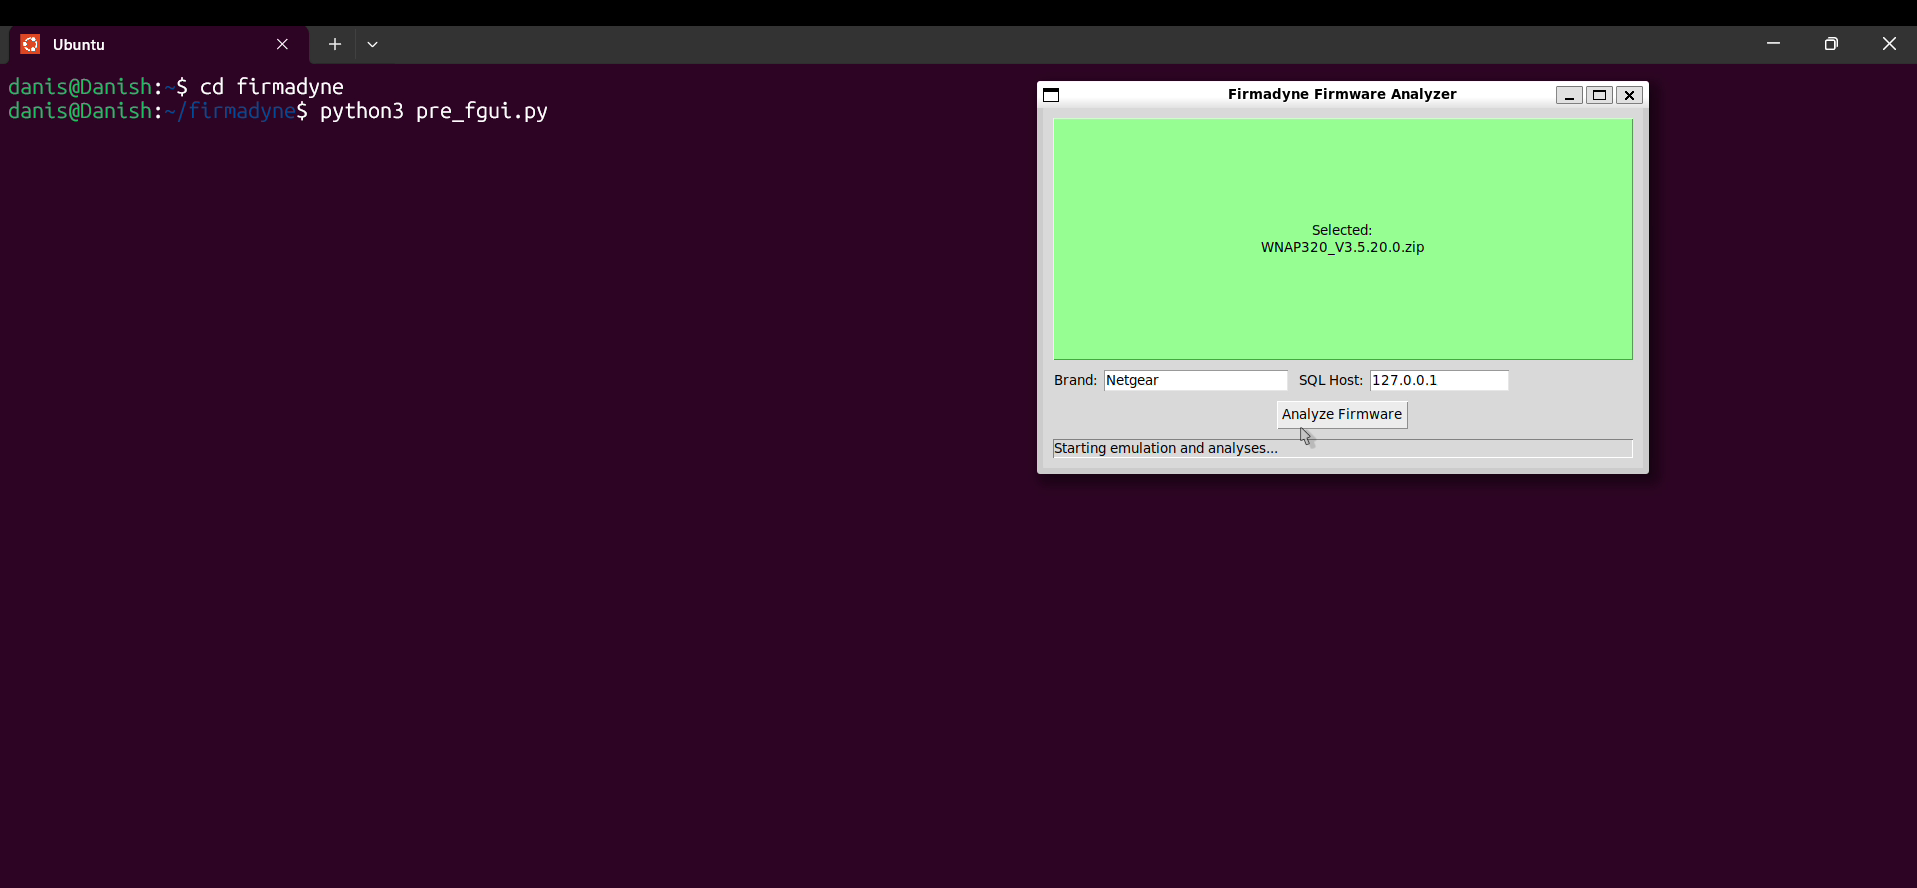 Ubuntu
danis@Danish:~$ cd firmadyne
danis@Danish:~/firmadyne$ python3 pre_fgui.py
Firmadyne Firmware Analyzer
Selected:
WNAP320_V3.5.20.0.zip
Brand: Netgear SQL Host: 127.0.0.1
Analyze Firmware
Starting emulation and analyses...